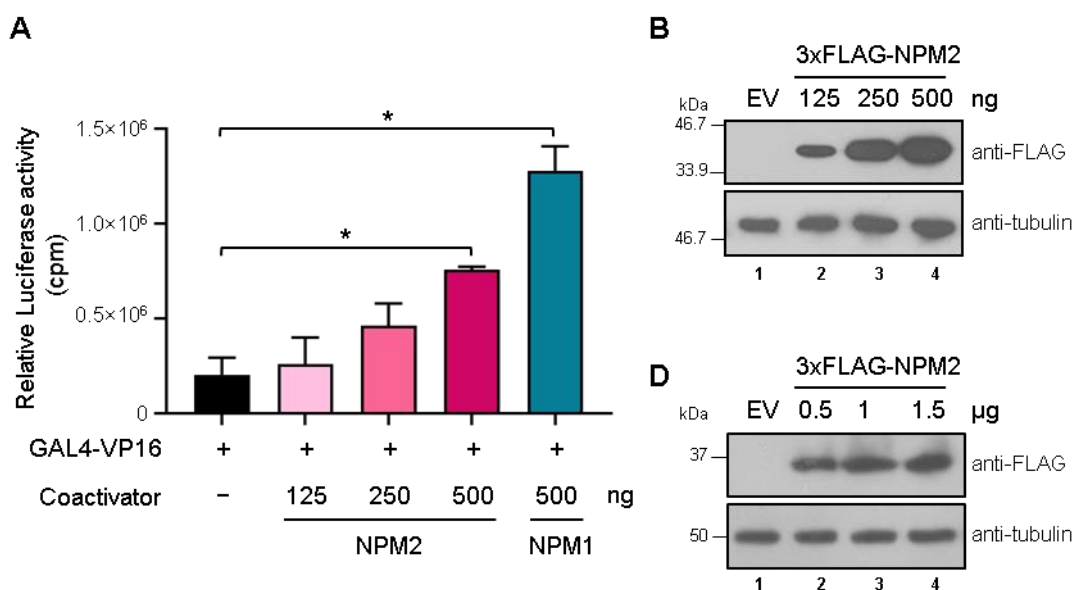 A
Relative Luciferase activity
(cpm)
1.5×10⁶
1.0×10⁶
0.5×10⁶
0
*
*
GAL4-VP16 + + + + +
Coactivator − 125 250 500 500 ng
NPM2 NPM1
B
3xFLAG-NPM2
kDa EV 125 250 500 ng
46.7
anti-FLAG
33.9
anti-tubulin
46.7
1 2 3 4
D
3xFLAG-NPM2
kDa EV 0.5 1 1.5 µg
37
anti-FLAG
50 anti-tubulin
1 2 3 4